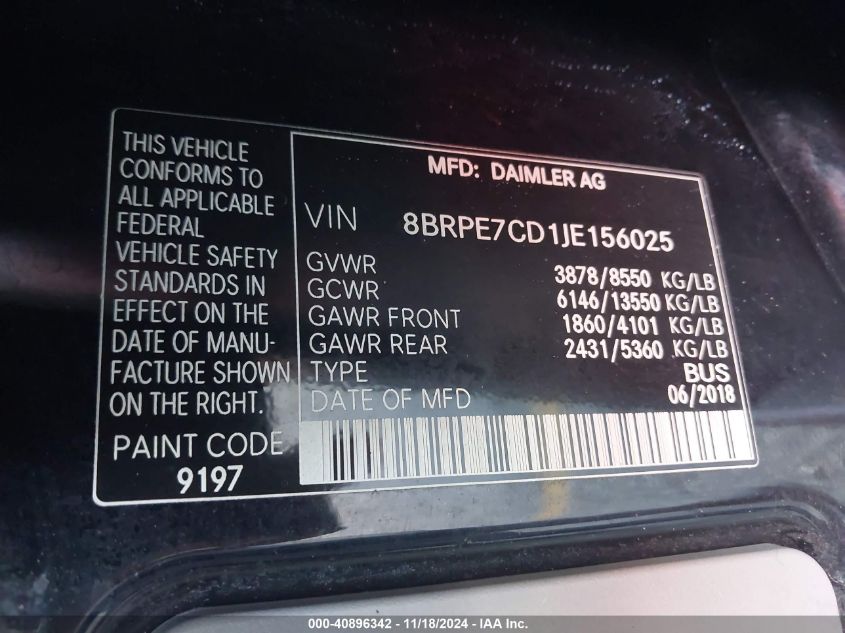 THIS VEHICLE
CONFORMS TO
ALL APPLICABLE
FEDERAL
VEHICLE SAFETY
STANDARDS IN
EFFECT ON THE
DATE OF MANU-
FACTURE SHOWN
ON THE RIGHT.
PAINT CODE
9197
MFD: DAIMLER AG
VIN 8BRPE7CD1JE156025
GVWR 3878/8550 KG/LB
GCWR 6146/13550 KG/LB
GAWR FRONT 1860/4101 KG/LB
GAWR REAR 2431/5360 KG/LB
TYPE BUS
DATE OF MFD 06/2018
000-40896342 - 11/18/2024 - IAA Inc.